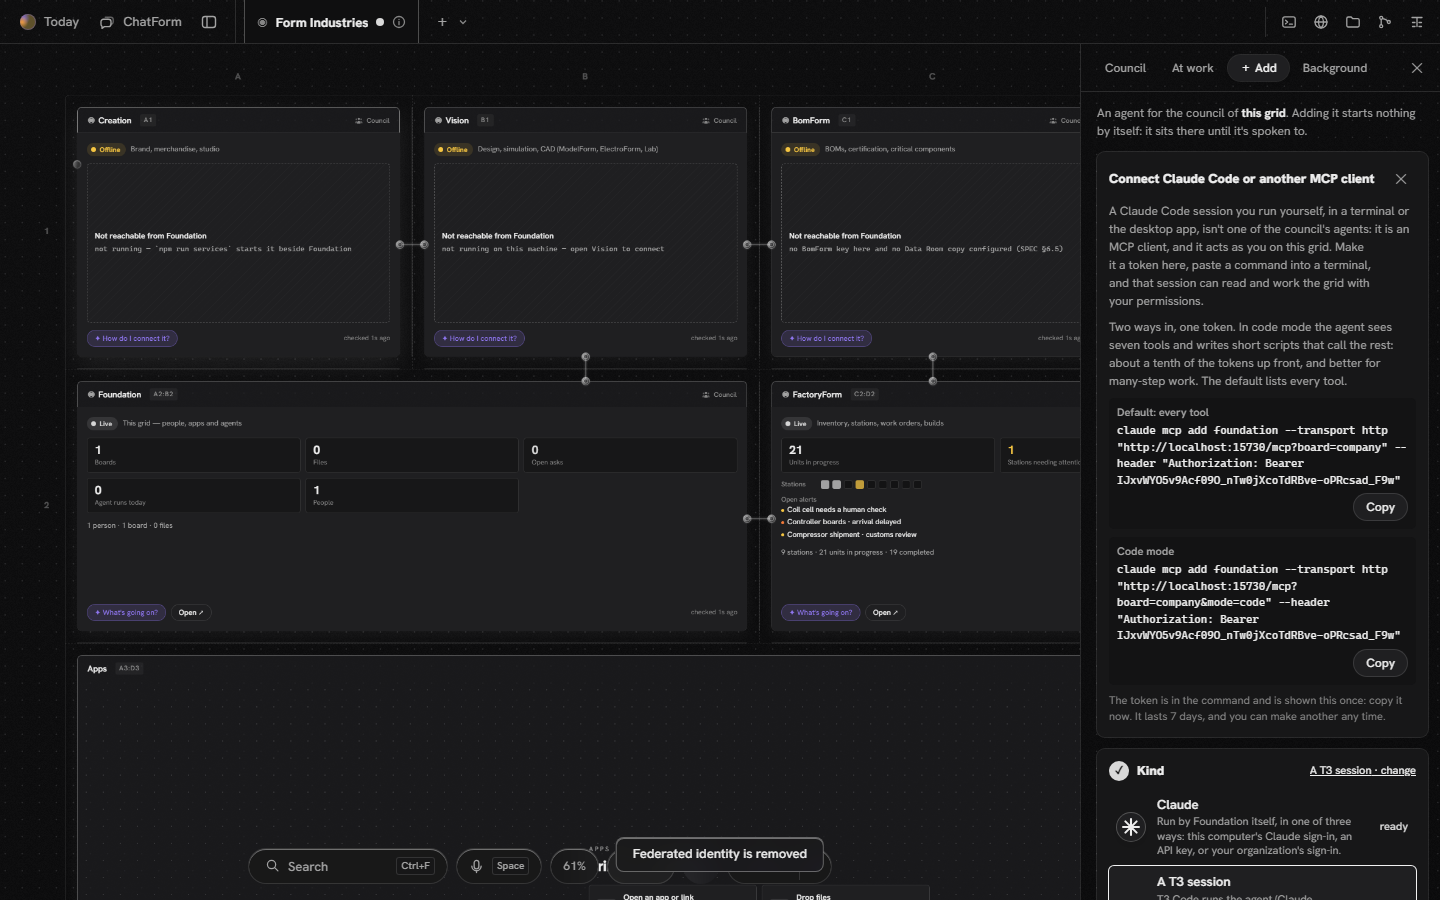 Today
ChatForm
Form Industries
A
B
C
1
2
Creation A1
Council
Offline Brand, merchandise, studio
Not reachable from Foundation
not running — `npm run services` starts it beside Foundation
How do I connect it?
checked 1s ago
Vision B1
Council
Offline Design, simulation, CAD (ModelForm, ElectroForm, Lab)
Not reachable from Foundation
not running on this machine — open Vision to connect
How do I connect it?
checked 1s ago
BomForm C1
Offline BOMs, certification, critical components
Not reachable from Foundation
no BomForm key here and no Data Room copy configured (SPEC §6.5)
How do I connect it?
Foundation A2:B2
Council
Live This grid — people, apps and agents
1
Boards
0
Files
0
Open asks
0
Agent runs today
1
People
1 person · 1 board · 0 files
What's going on? Open ↗
checked 1s ago
FactoryForm C2:D2
Live Inventory, stations, work orders, builds
21
Units in progress
1
Stations needing
Stations
Open alerts
Coil cell needs a human check
Controller boards · arrival delayed
Compressor shipment · customs review
9 stations · 21 units in progress · 19 completed
What's going on? Open ↗
Apps A3:D3
APPS
Search Ctrl+F
Space
61%
Federated identity is removed
Open an app or link
Drop files
Council
At work
+ Add
Background
An agent for the council of this grid. Adding it starts nothing
by itself: it sits there until it's spoken to.
Connect Claude Code or another MCP client
A Claude Code session you run yourself, in a terminal or
the desktop app, isn't one of the council's agents: it is an
MCP client, and it acts as you on this grid. Make
it a token here, paste a command into a terminal,
and that session can read and work the grid with
your permissions.
Two ways in, one token. In code mode the agent sees
seven tools and writes short scripts that call the rest:
about a tenth of the tokens up front, and better for
many-step work. The default lists every tool.
Default: every tool
claude mcp add foundation --transport http
"http://localhost:15730/mcp?board=company" --
header "Authorization: Bearer
IJxvWYO5v9Acf09O_nTw0jXcoTdRBve-oPRcsad_F9w"
Copy
Code mode
claude mcp add foundation --transport http
"http://localhost:15730/mcp?
board=company&mode=code" --header
"Authorization: Bearer
IJxvWYO5v9Acf09O_nTw0jXcoTdRBve-oPRcsad_F9w"
Copy
The token is in the command and is shown this once: copy it
now. It lasts 7 days, and you can make another any time.
Kind
A T3 session · change
Claude
Run by Foundation itself, in one of three
ways: this computer's Claude sign-in, an
API key, or your organization's sign-in.
ready
A T3 session
T3 Code runs the agent (Claude